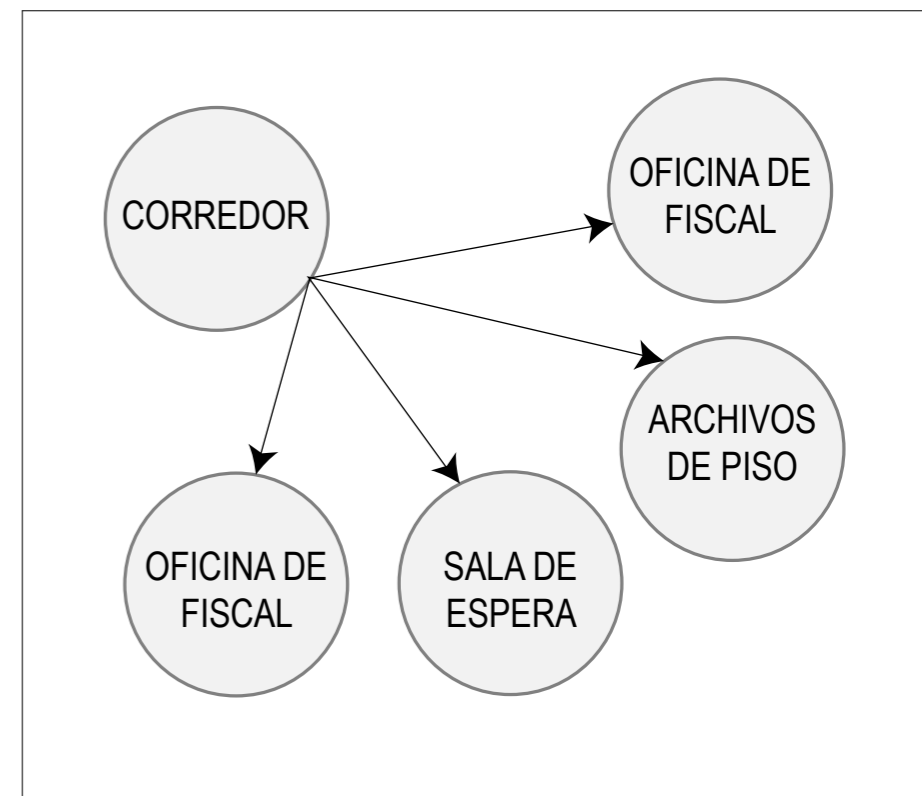 CORREDOR
OFICINA DE
FISCAL
ARCHIVOS
DE PISO
OFICINA DE
FISCAL
SALA DE
ESPERA